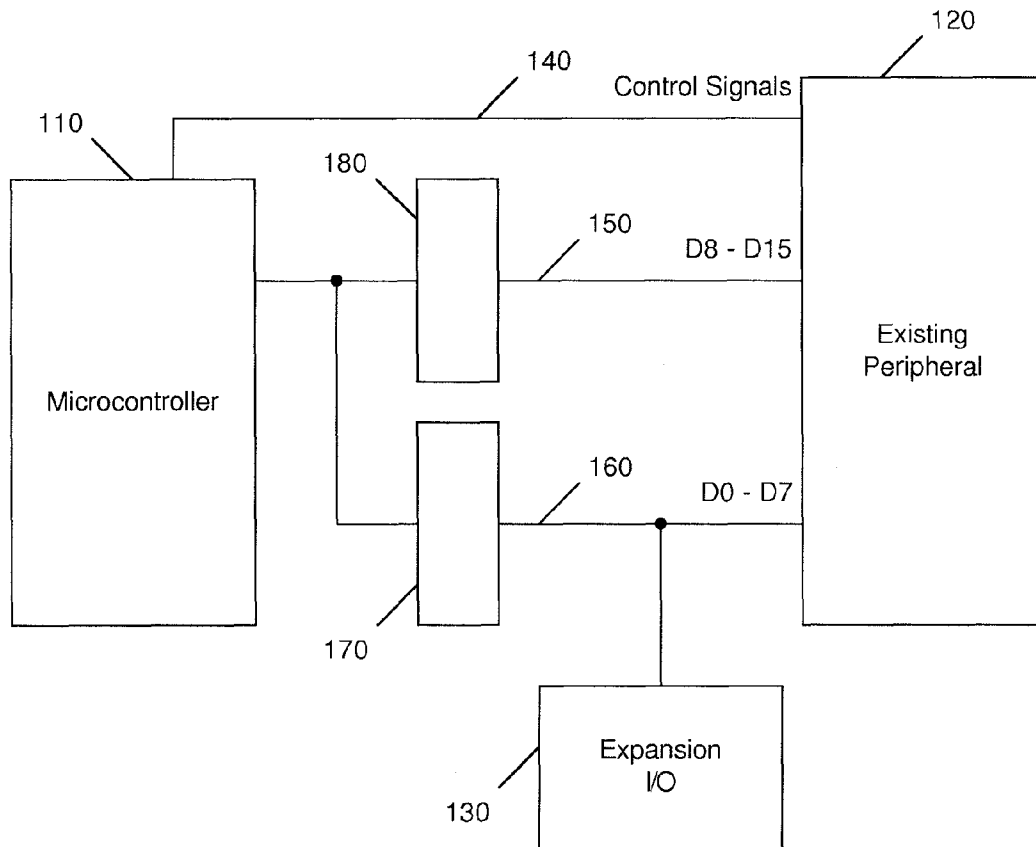 120
140
Control Signals
110
180
150
D8 - D15
Existing
Peripheral
Microcontroller
160
D0 - D7
170
Expansion
I/O
130